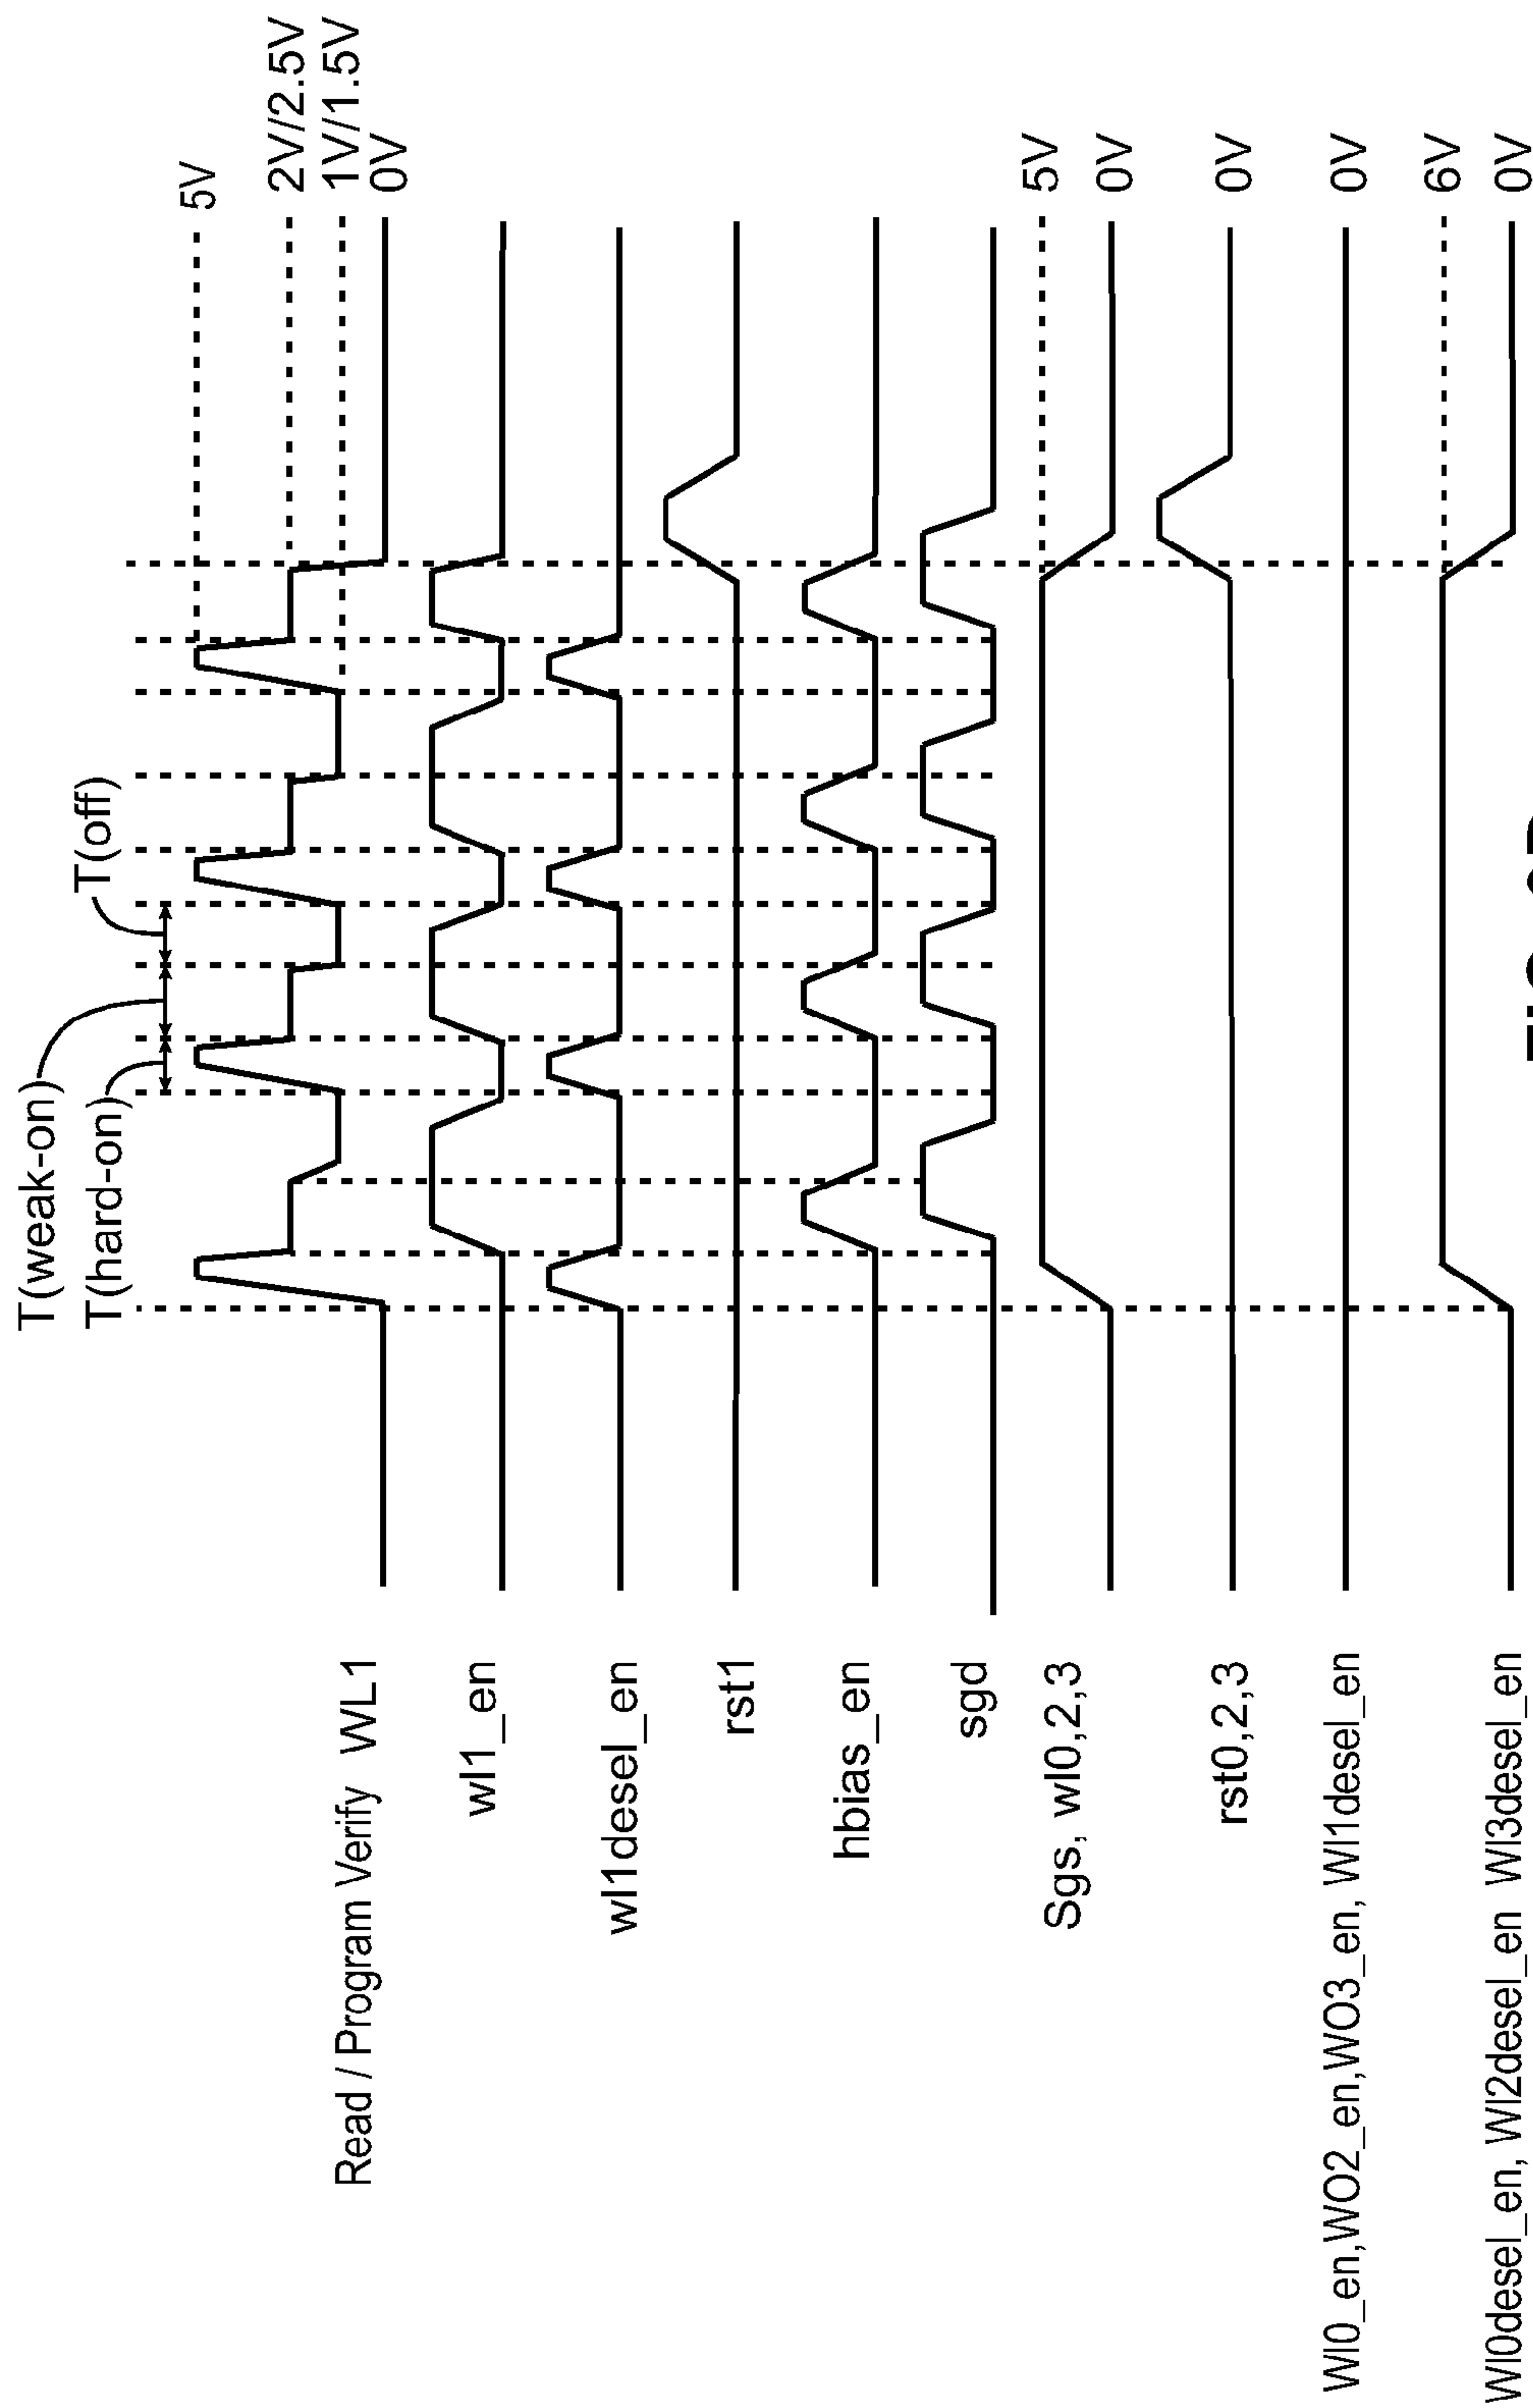 T(weak-on)
T(hard-on)
T(off)
5V
2V/2.5V
1V/1.5V
0V
Read / Program Verify WL1
wl1_en
wl1desel_en
rst1
hbias_en
sgd
Sgs, wl0,2,3
5V
0V
rst0,2,3
0V
Wl0_en,WO2_en,WO3_en, Wl1desel_en
0V
Wl0desel_en, Wl2desel_en Wl3desel_en
6V
0V